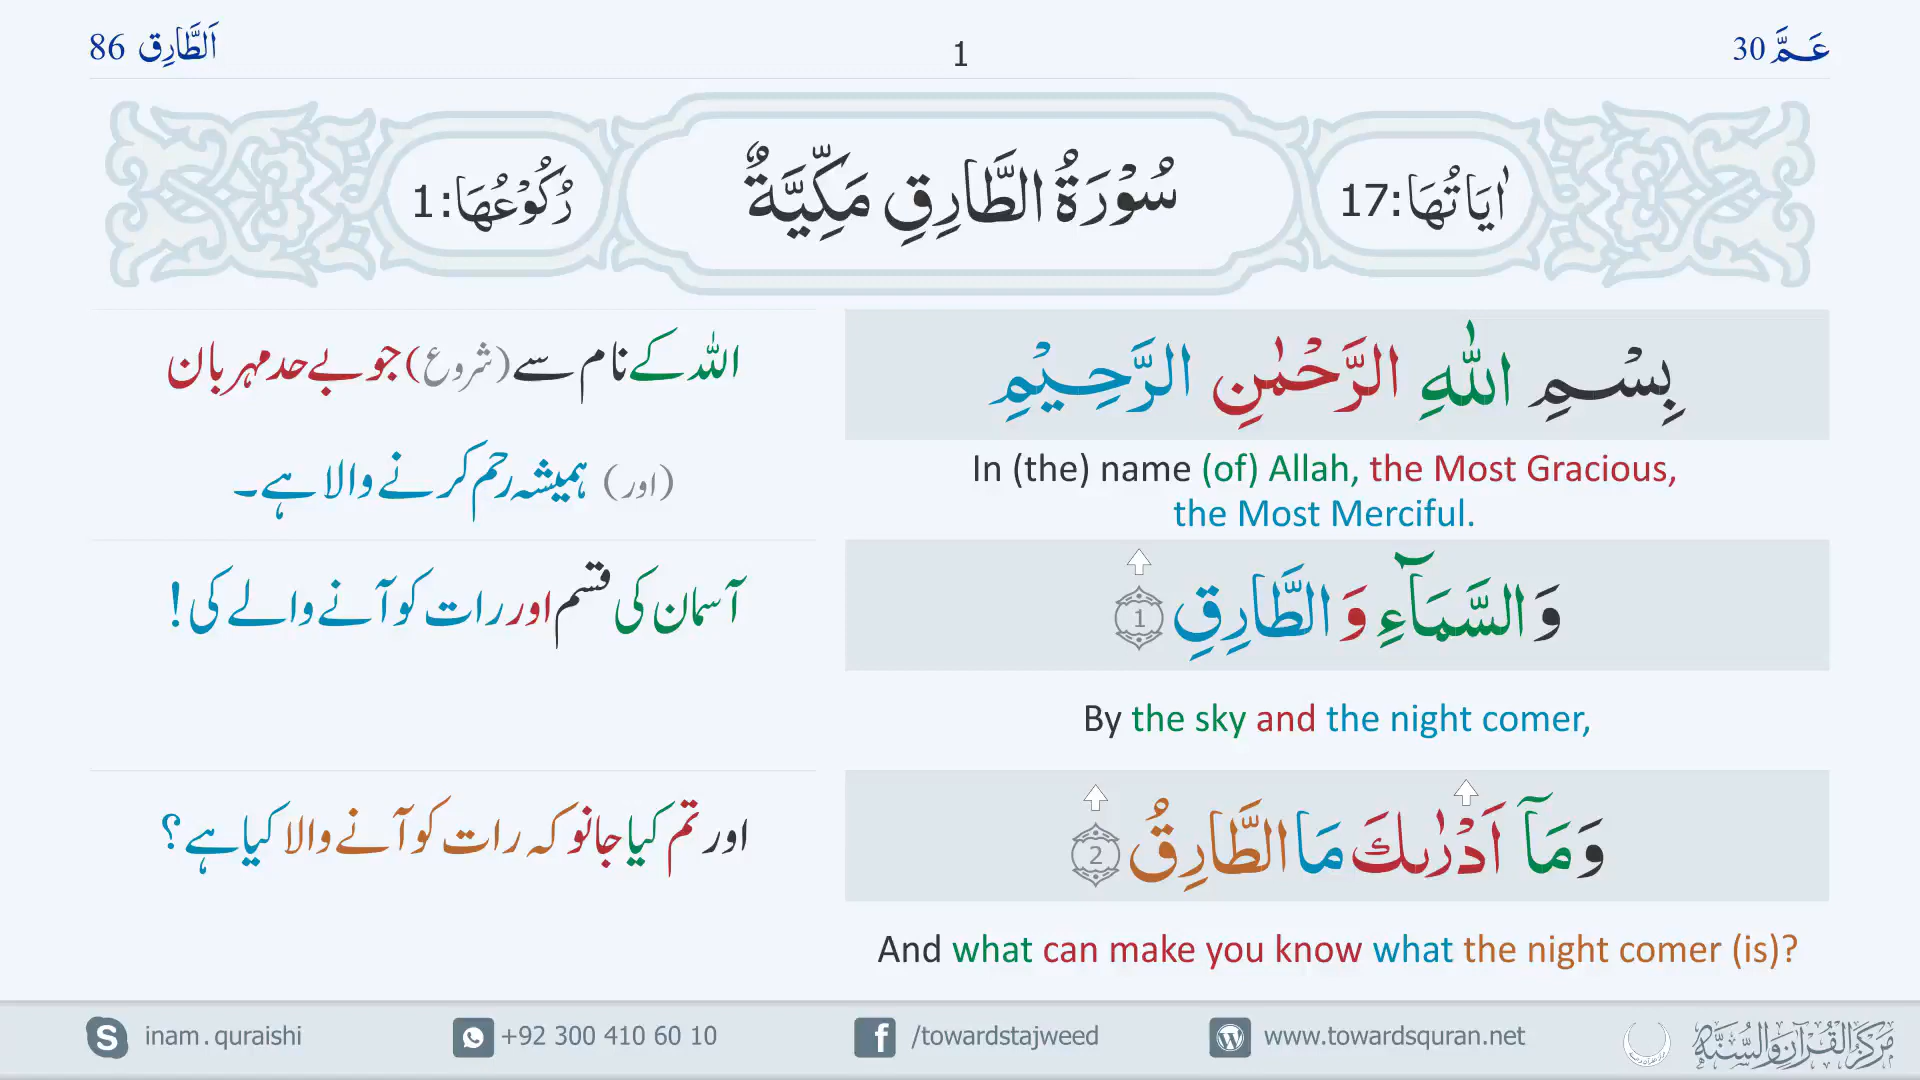 اَلطَّارِق 86
1
عَمَّ 30
اٰيَاتُهَا: 17
سُوْرَةُ الطَّارِقِ مَكِّيَّةٌ
رُكُوْعُهَا: 1
بِسْمِ اللّٰهِ الرَّحْمٰنِ الرَّحِيْمِ
In (the) name (of) Allah, the Most Gracious,
the Most Merciful.
اللہ کے نام سے (شروع) جو بے حد مہربان
(اور) ہمیشہ رحم کرنے والا ہے۔
وَالسَّمَآءِ وَ الطَّارِقِ 1
By the sky and the night comer,
آسمان کی قسم اور رات کو آنے والے کی!
وَ مَآ اَدْرٰىكَ مَا الطَّارِقُ 2
And what can make you know what the night comer (is)?
اور تم کیا جانو کہ رات کو آنے والا کیا ہے؟
inam.quraishi
+92 300 410 60 10
/towardstajweed
www.towardsquran.net
مركز القرآن والسنة